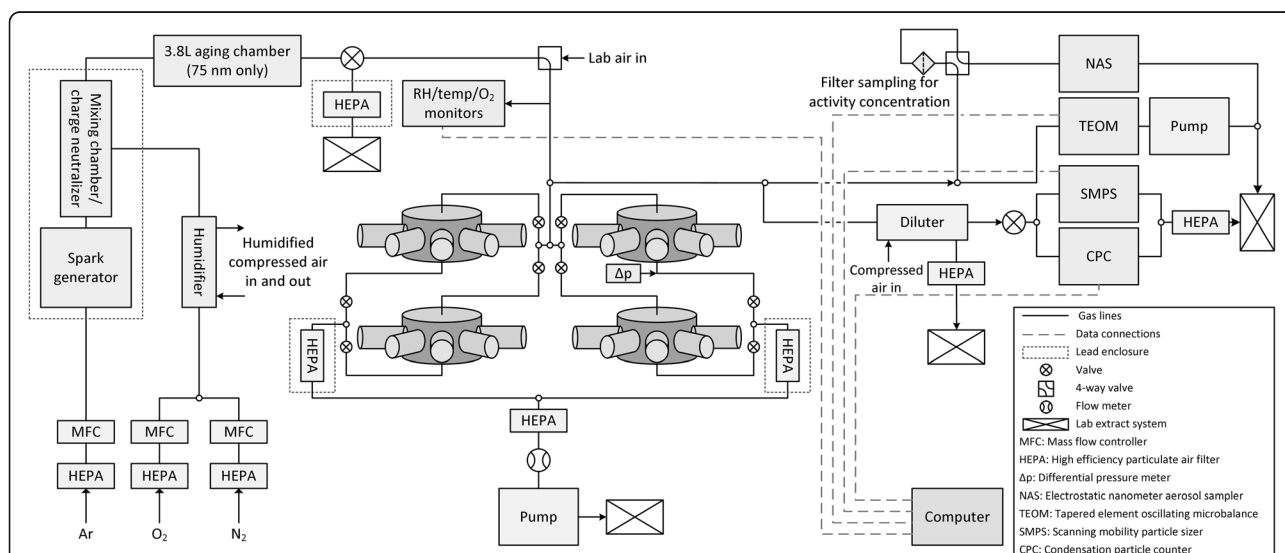 3.8L aging chamber
(75 nm only)
Lab air in
HEPA
RH/temp/O₂
monitors
Mixing chamber/
charge neutralizer
Spark
generator
Humidifier
Humidified
compressed air
in and out
MFC
MFC
MFC
HEPA
HEPA
HEPA
Ar
O₂
N₂
HEPA
HEPA
Δp
HEPA
Pump
Filter sampling for
activity concentration
NAS
TEOM
Pump
SMPS
CPC
HEPA
Diluter
Compressed
air in
HEPA
Computer
Gas lines
Data connections
Lead enclosure
Valve
4-way valve
Flow meter
Lab extract system
MFC: Mass flow controller
HEPA: High efficiency particulate air filter
Δp: Differential pressure meter
NAS: Electrostatic nanometer aerosol sampler
TEOM: Tapered element oscillating microbalance
SMPS: Scanning mobility particle sizer
CPC: Condensation particle counter